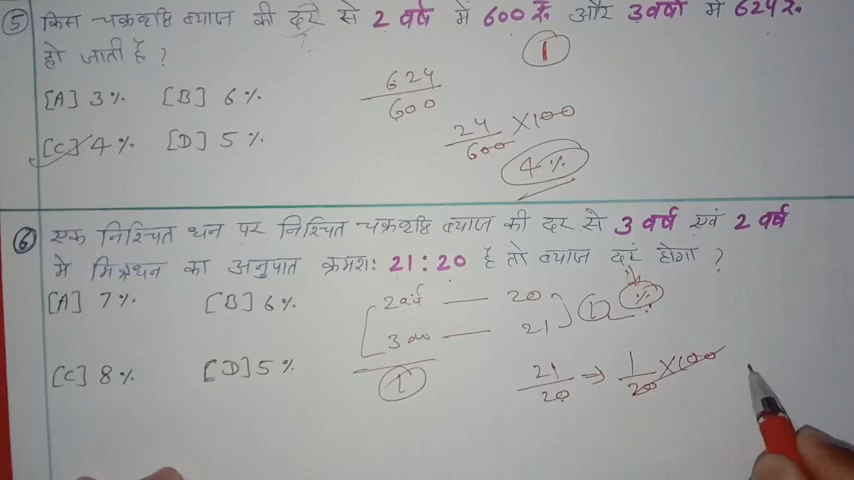 5 किस चक्रवृद्धि ब्याज की दर से 2 वर्ष में 600 रु और 3 वर्षो में 624 रु
हो जाती है ?
1
[A] 3% [B] 6%
624
600
[C] 4% [D] 5%
24/600 × 100
4%
6 एक निश्चित धन पर निश्चित चक्रवृद्धि ब्याज की दर से 3 वर्ष एवं 2 वर्ष
मे मिश्रधन का अनुपात क्रमश: 21 : 20 है तो ब्याज दर होगा ?
[A] 7% [B] 6%
2 वर्ष — 20
%
3 — 21
1
[C] 8% [D] 5%
21/20 ⇒ 1/20 × 100